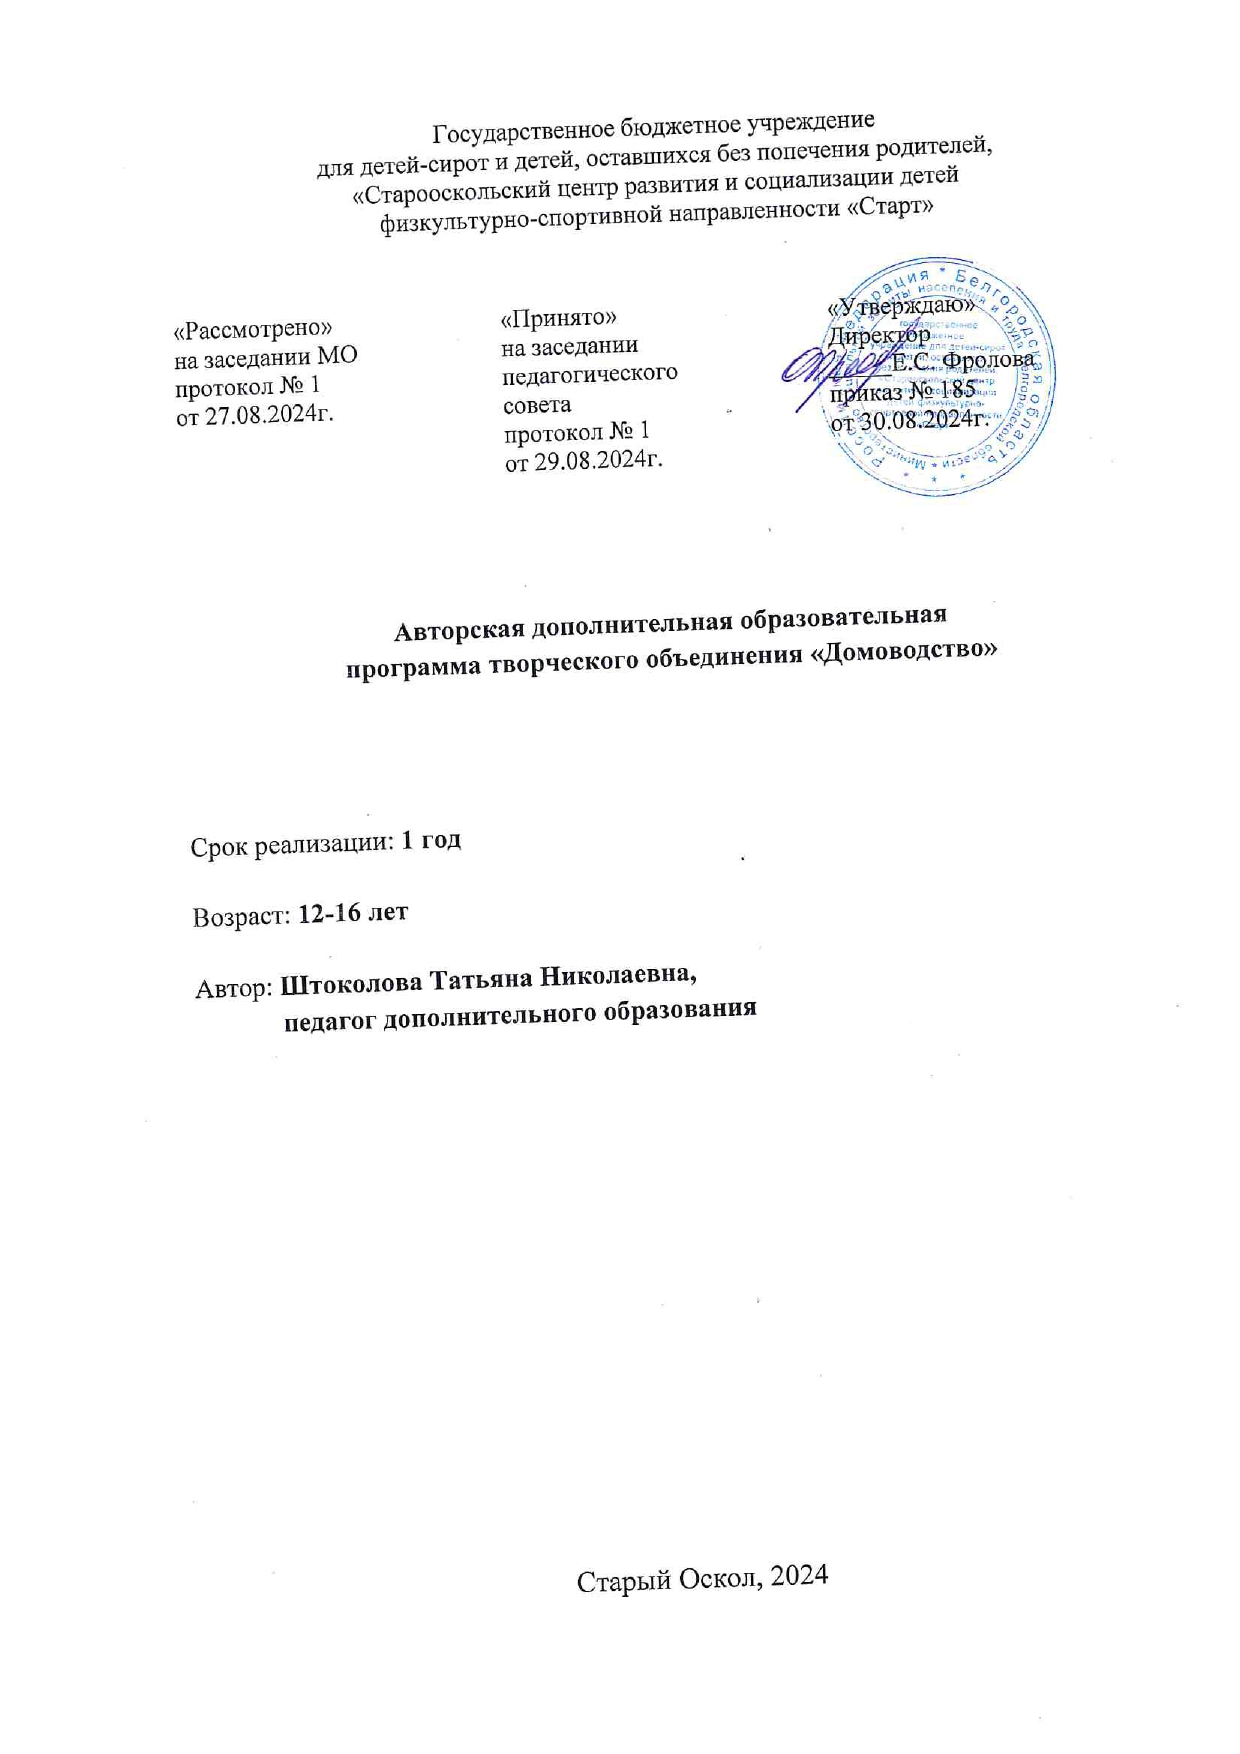 Государственное бюджетное учреждение
для детей-сирот и детей, оставшихся без попечения родителей,
«Старооскольский центр развития и социализации детей
физкультурно-спортивной направленности «Старт»
«Рассмотрено»
на заседании МО
протокол № 1
от 27.08.2024г.
«Принято»
на заседании
педагогического
совета
протокол № 1
от 29.08.2024г.
«Утверждаю»
Директор
Е.С. Фролова
приказ № 185
от 30.08.2024г.
Белгородская область
Авторская дополнительная образовательная
программа творческого объединения «Домоводство»
Срок реализации: 1 год
Возраст: 12-16 лет
Автор: Штоколова Татьяна Николаевна,
педагог дополнительного образования
Старый Оскол, 2024